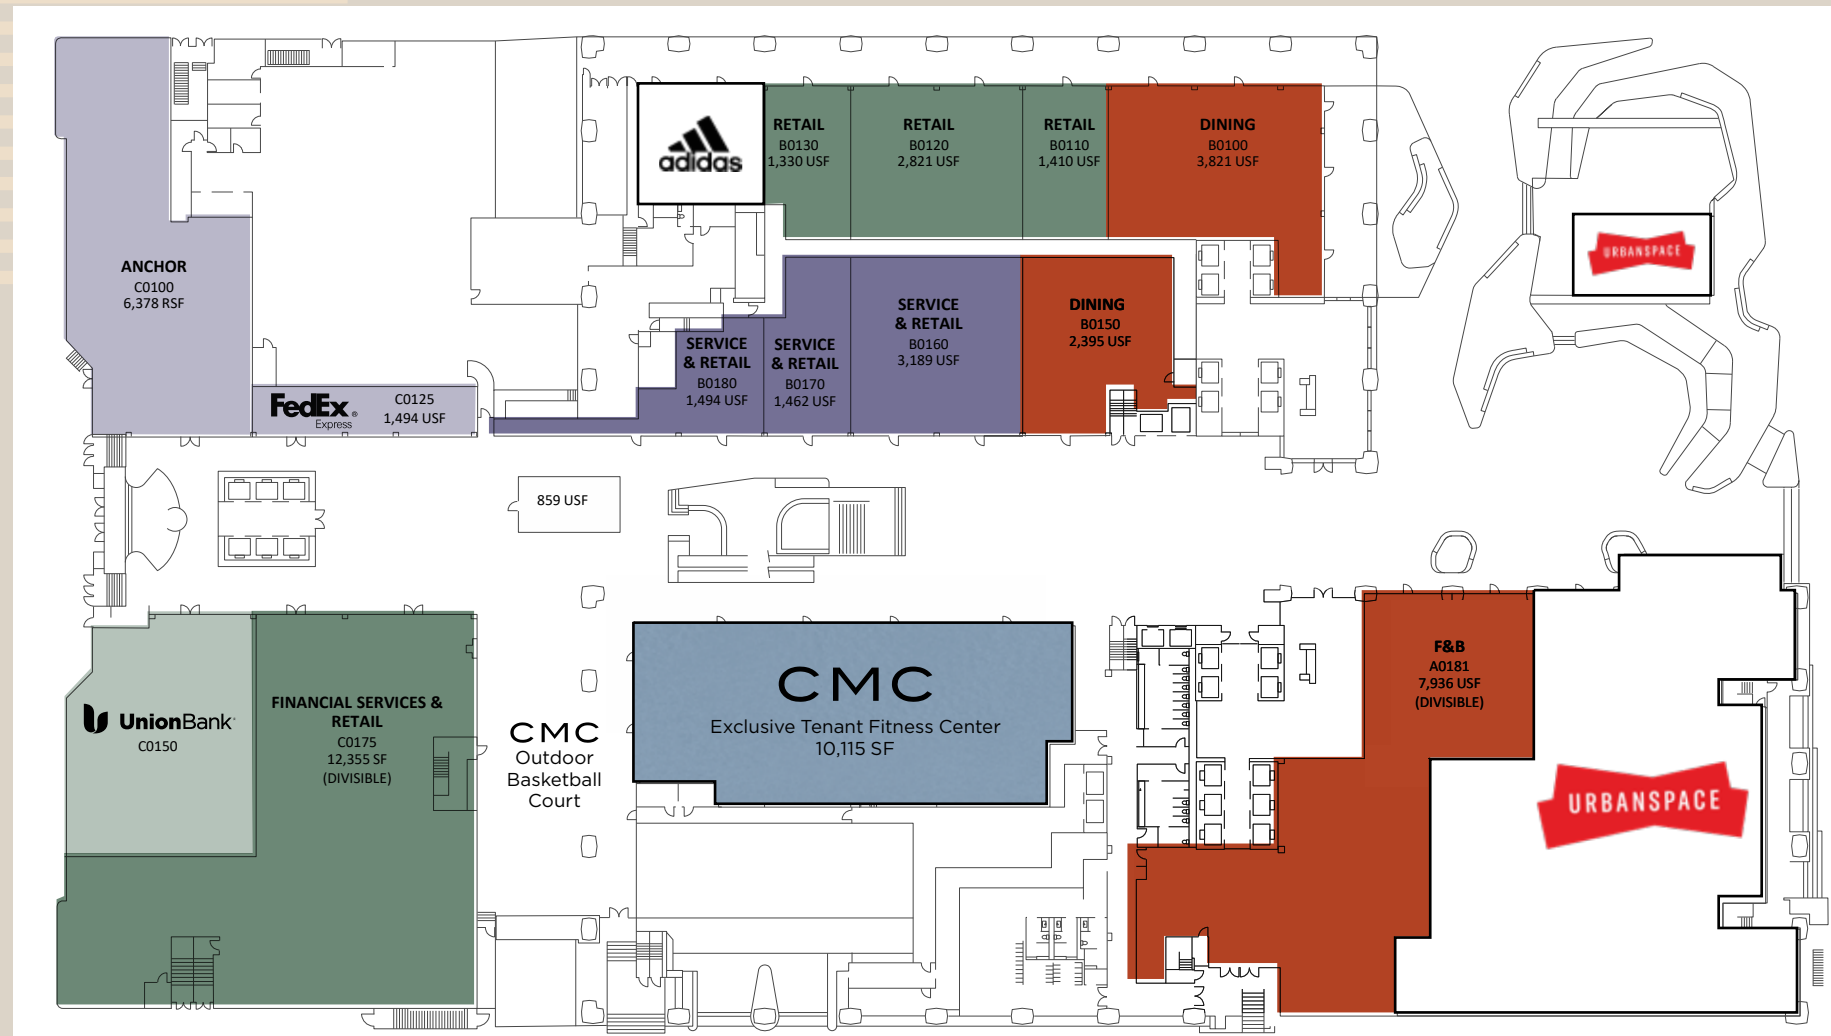 adidas
RETAIL
B0130
1,330 USF
RETAIL
B0120
2,821 USF
RETAIL
B0110
1,410 USF
DINING
B0100
3,821 USF
URBANSPACE
ANCHOR
C0100
6,378 RSF
SERVICE
& RETAIL
B0180
1,494 USF
SERVICE
& RETAIL
B0170
1,462 USF
SERVICE
& RETAIL
B0160
3,189 USF
DINING
B0150
2,395 USF
FedEx®
Express
C0125
1,494 USF
859 USF
UnionBank
C0150
FINANCIAL SERVICES &
RETAIL
C0175
12,355 SF
(DIVISIBLE)
CMC
Outdoor
Basketball
Court
CMC
Exclusive Tenant Fitness Center
10,115 SF
F&B
A0181
7,936 USF
(DIVISIBLE)
URBANSPACE